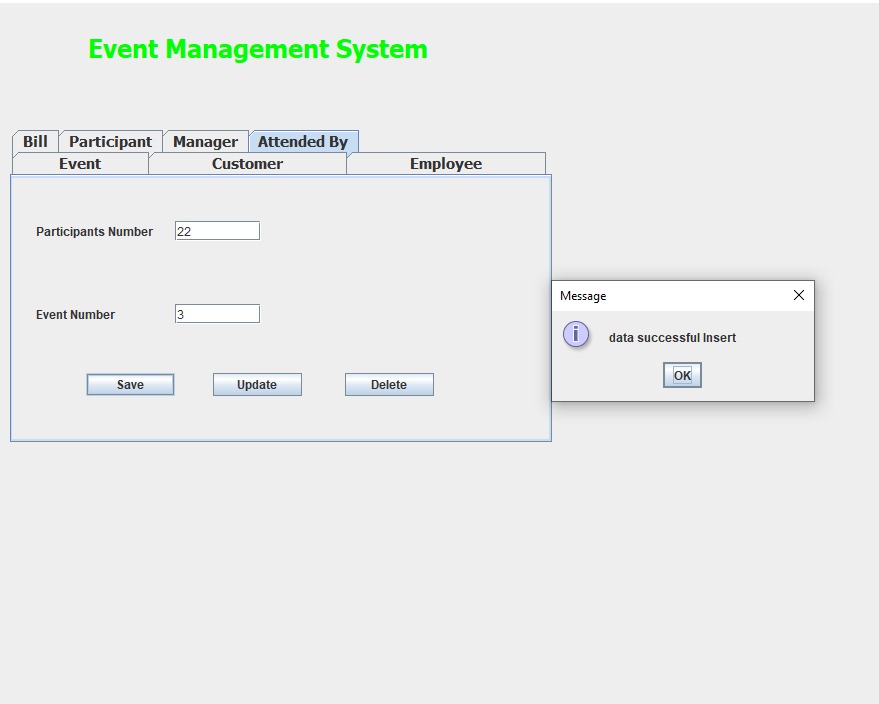 Event Management System
Bill Participant Manager Attended By
Event Customer Employee
Participants Number 22
Event Number 3
Save Update Delete
Message
data successful Insert
OK